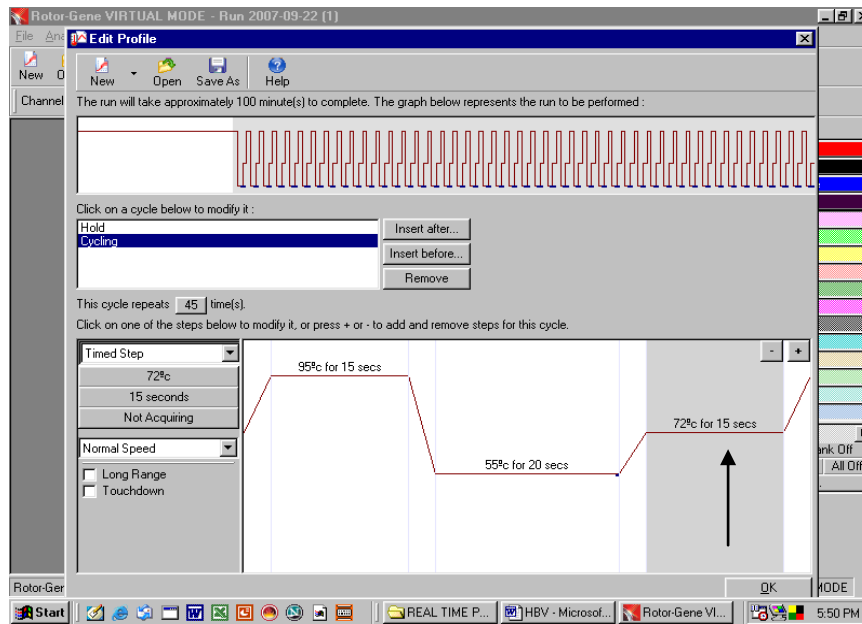 Rotor-Gene VIRTUAL MODE - Run 2007-09-22 (1)
File Ana
Edit Profile
New
New Open Save As Help
Channel
The run will take approximately 100 minute(s) to complete. The graph below represents the run to be performed :
Click on a cycle below to modify it :
Hold
Cycling
Insert after...
Insert before...
Remove
This cycle repeats 45 time(s).
Click on one of the steps below to modify it, or press + or - to add and remove steps for this cycle.
Timed Step
- +
72ºc
15 seconds
Not Acquiring
Normal Speed
Long Range
Touchdown
95ºc for 15 secs
55ºc for 20 secs
72ºc for 15 secs
ank Off
All Off
OK
Rotor-Ger
MODE
Start
REAL TIME P...
HBV - Microsof...
Rotor-Gene VI...
5:50 PM